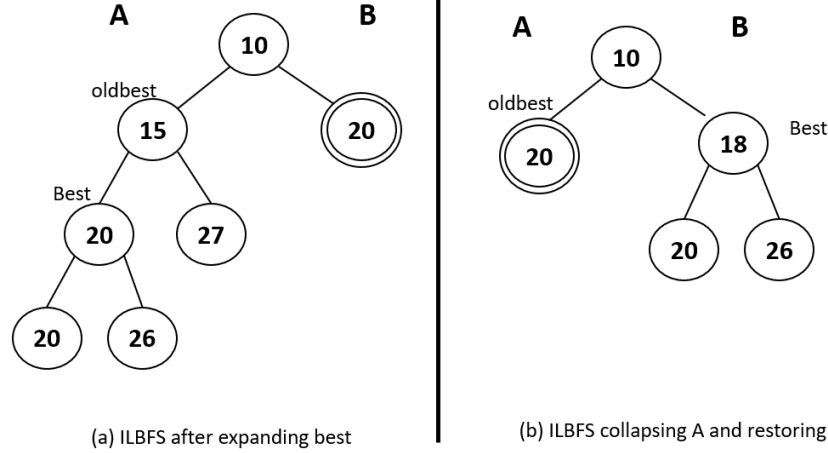 A
B
10
oldbest
15
20
Best
20
27
20
26
(a) ILBFS after expanding best
A
B
10
oldbest
20
18
Best
20
26
(b) ILBFS collapsing A and restoring